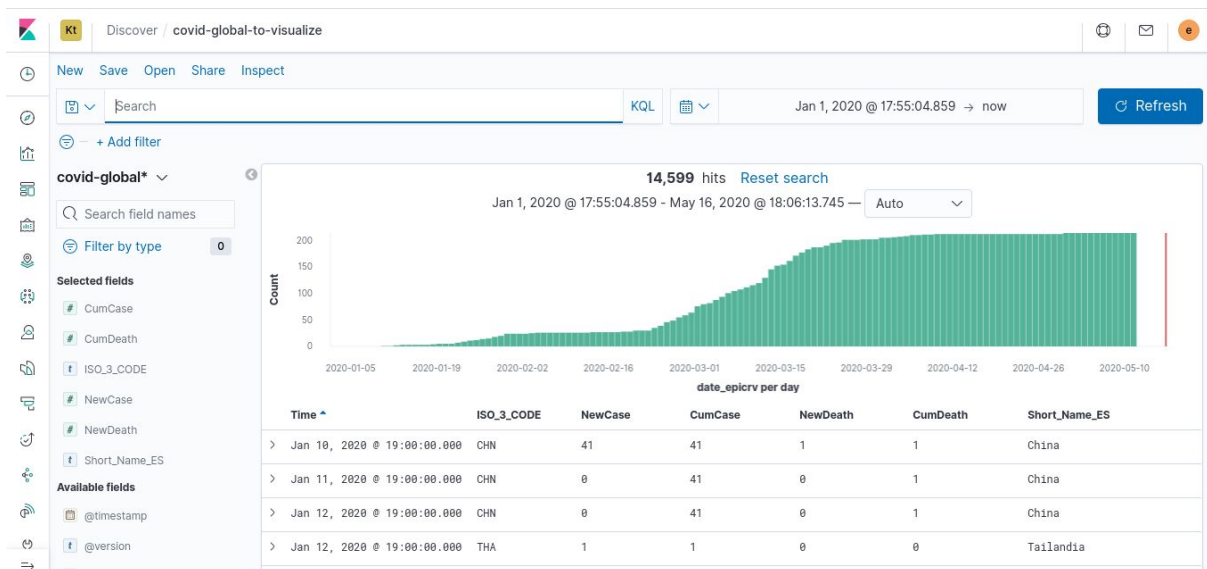 Kt Discover / covid-global-to-visualize e
New Save Open Share Inspect
Search KQL Jan 1, 2020 @ 17:55:04.859 → now Refresh
+ Add filter
covid-global*
Search field names
Filter by type 0
Selected fields
# CumCase
# CumDeath
t ISO_3_CODE
# NewCase
# NewDeath
t Short_Name_ES
Available fields
@timestamp
t @version
14,599 hits Reset search
Jan 1, 2020 @ 17:55:04.859 - May 16, 2020 @ 18:06:13.745 — Auto
Count
200
150
100
50
0
2020-01-05 2020-01-19 2020-02-02 2020-02-16 2020-03-01 2020-03-15 2020-03-29 2020-04-12 2020-04-26 2020-05-10
date_epicrv per day
Time ISO_3_CODE NewCase CumCase NewDeath CumDeath Short_Name_ES
> Jan 10, 2020 @ 19:00:00.000 CHN 41 41 1 1 China
> Jan 11, 2020 @ 19:00:00.000 CHN 0 41 0 1 China
> Jan 12, 2020 @ 19:00:00.000 CHN 0 41 0 1 China
> Jan 12, 2020 @ 19:00:00.000 THA 1 1 0 0 Tailandia